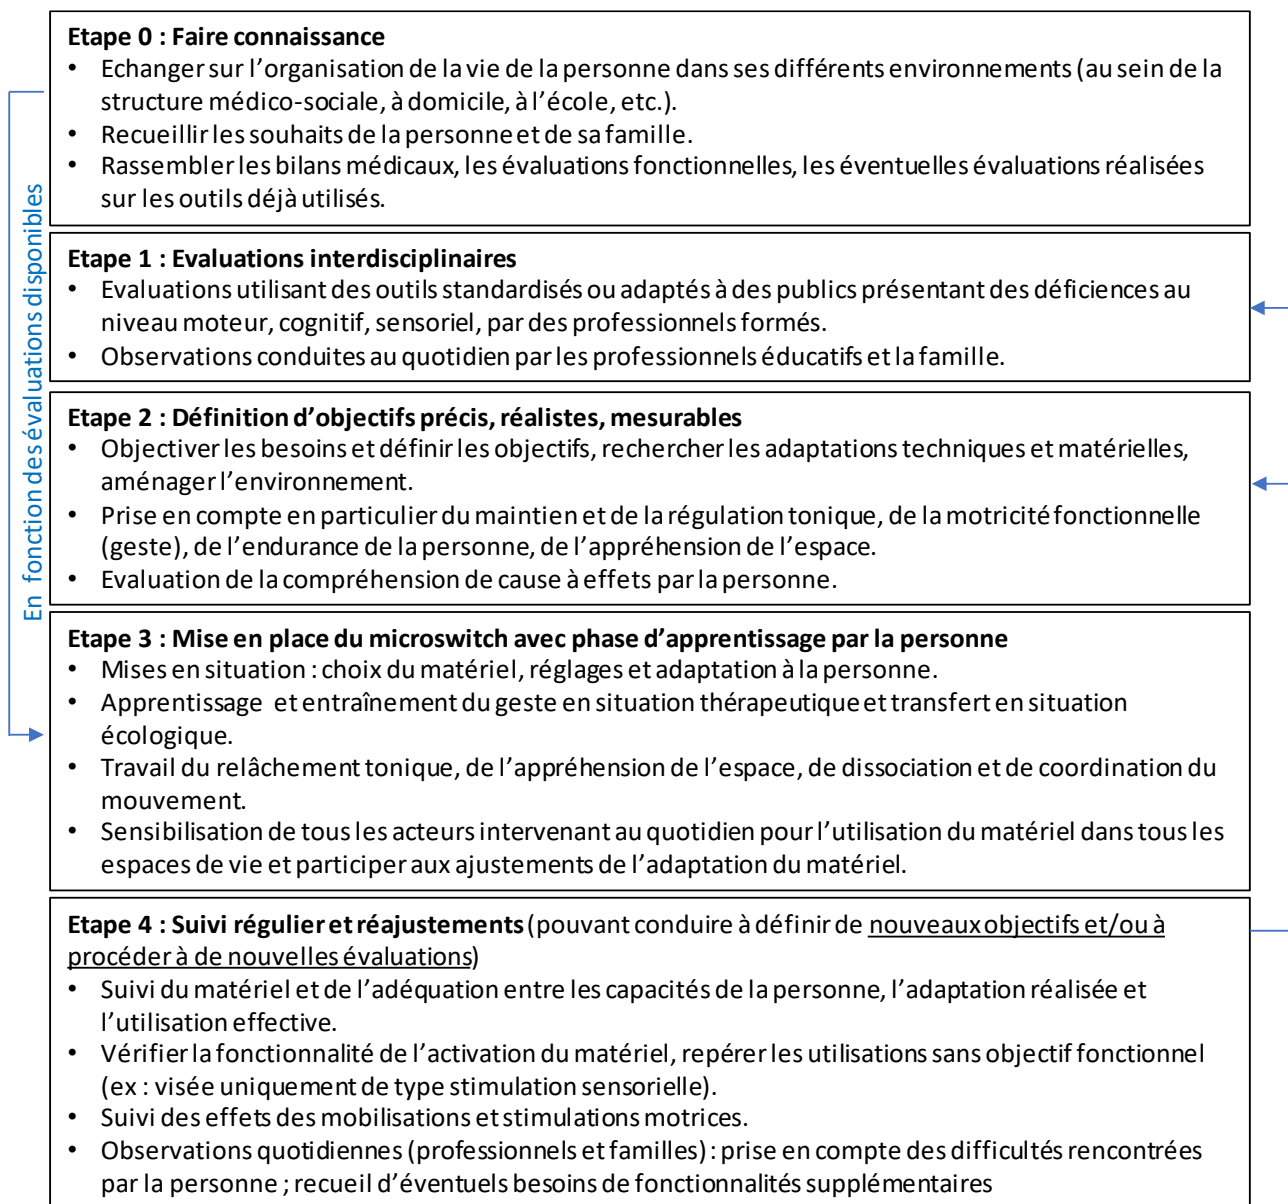 Etape 0 : Faire connaissance
• Echanger sur l’organisation de la vie de la personne dans ses différents environnements (au sein de la
structure médico-sociale, à domicile, à l’école, etc.).
• Recueillir les souhaits de la personne et de sa famille.
• Rassembler les bilans médicaux, les évaluations fonctionnelles, les éventuelles évaluations réalisées
sur les outils déjà utilisés.
En fonction des évaluations disponibles
Etape 1 : Evaluations interdisciplinaires
• Evaluations utilisant des outils standardisés ou adaptés à des publics présentant des déficiences au
niveau moteur, cognitif, sensoriel, par des professionnels formés.
• Observations conduites au quotidien par les professionnels éducatifs et la famille.
Etape 2 : Définition d’objectifs précis, réalistes, mesurables
• Objectiver les besoins et définir les objectifs, rechercher les adaptations techniques et matérielles,
aménager l’environnement.
• Prise en compte en particulier du maintien et de la régulation tonique, de la motricité fonctionnelle
(geste), de l’endurance de la personne, de l’appréhension de l’espace.
• Evaluation de la compréhension de cause à effets par la personne.
Etape 3 : Mise en place du microswitch avec phase d’apprentissage par la personne
• Mises en situation : choix du matériel, réglages et adaptation à la personne.
• Apprentissage et entraînement du geste en situation thérapeutique et transfert en situation
écologique.
• Travail du relâchement tonique, de l’appréhension de l’espace, de dissociation et de coordination du
mouvement.
• Sensibilisation de tous les acteurs intervenant au quotidien pour l’utilisation du matériel dans tous les
espaces de vie et participer aux ajustements de l’adaptation du matériel.
Etape 4 : Suivi régulier et réajustements (pouvant conduire à définir de nouveaux objectifs et/ou à
procéder à de nouvelles évaluations)
• Suivi du matériel et de l’adéquation entre les capacités de la personne, l’adaptation réalisée et
l’utilisation effective.
• Vérifier la fonctionnalité de l’activation du matériel, repérer les utilisations sans objectif fonctionnel
(ex : visée uniquement de type stimulation sensorielle).
• Suivi des effets des mobilisations et stimulations motrices.
• Observations quotidiennes (professionnels et familles) : prise en compte des difficultés rencontrées
par la personne ; recueil d’éventuels besoins de fonctionnalités supplémentaires